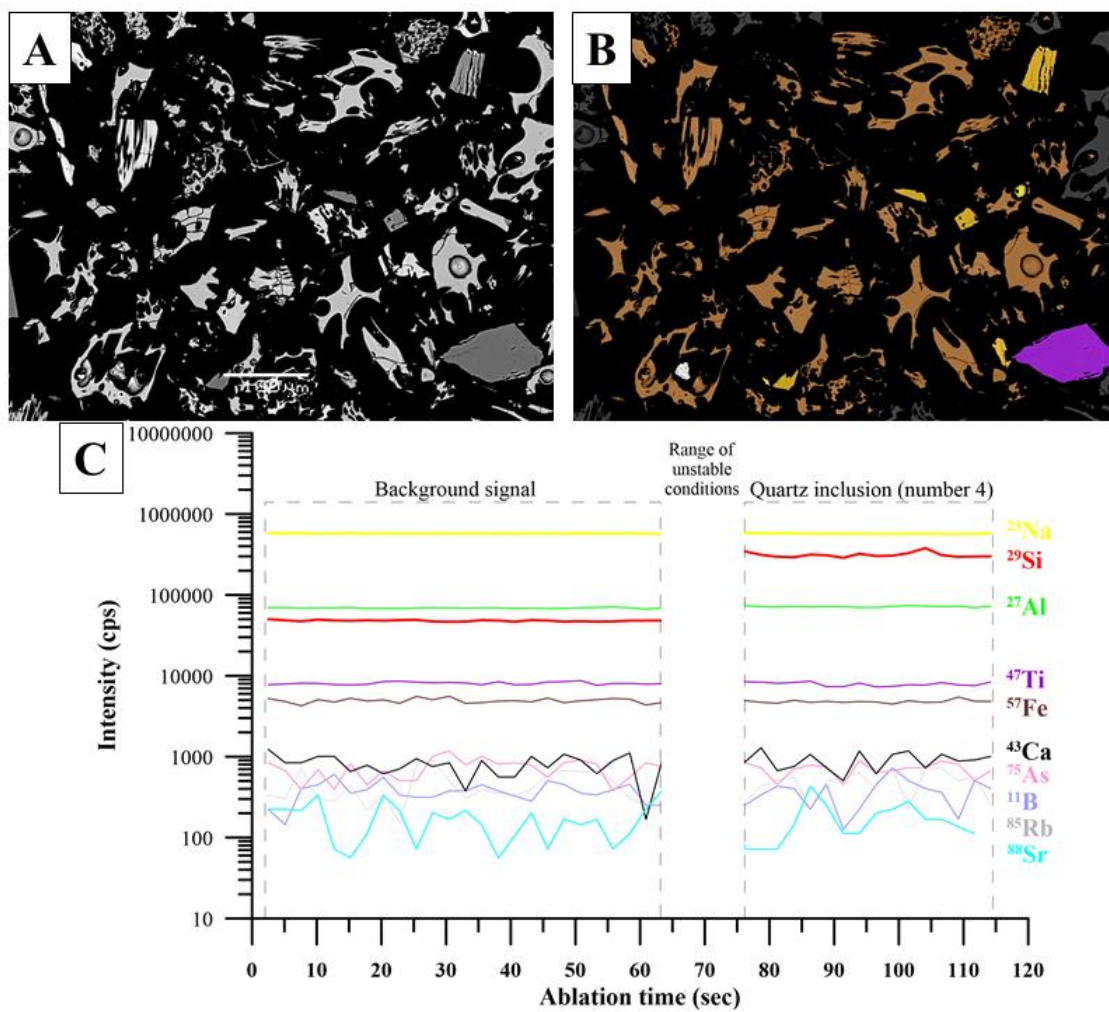 A
B
C
10000000
1000000
100000
10000
1000
100
10
Intensity (cps)
Background signal
Range of
unstable
conditions
Quartz inclusion (number 4)
²³Na
²⁹Si
²⁷Al
⁴⁷Ti
⁵⁷Fe
⁴³Ca
⁷⁵As
¹¹B
⁸⁵Rb
⁸⁸Sr
0 10 20 30 40 50 60 70 80 90 100 110 120
Ablation time (sec)